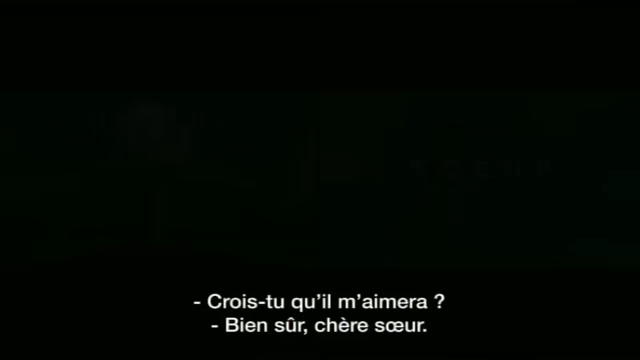 - Crois-tu qu'il m'aimera ?
- Bien sûr, chère sœur.